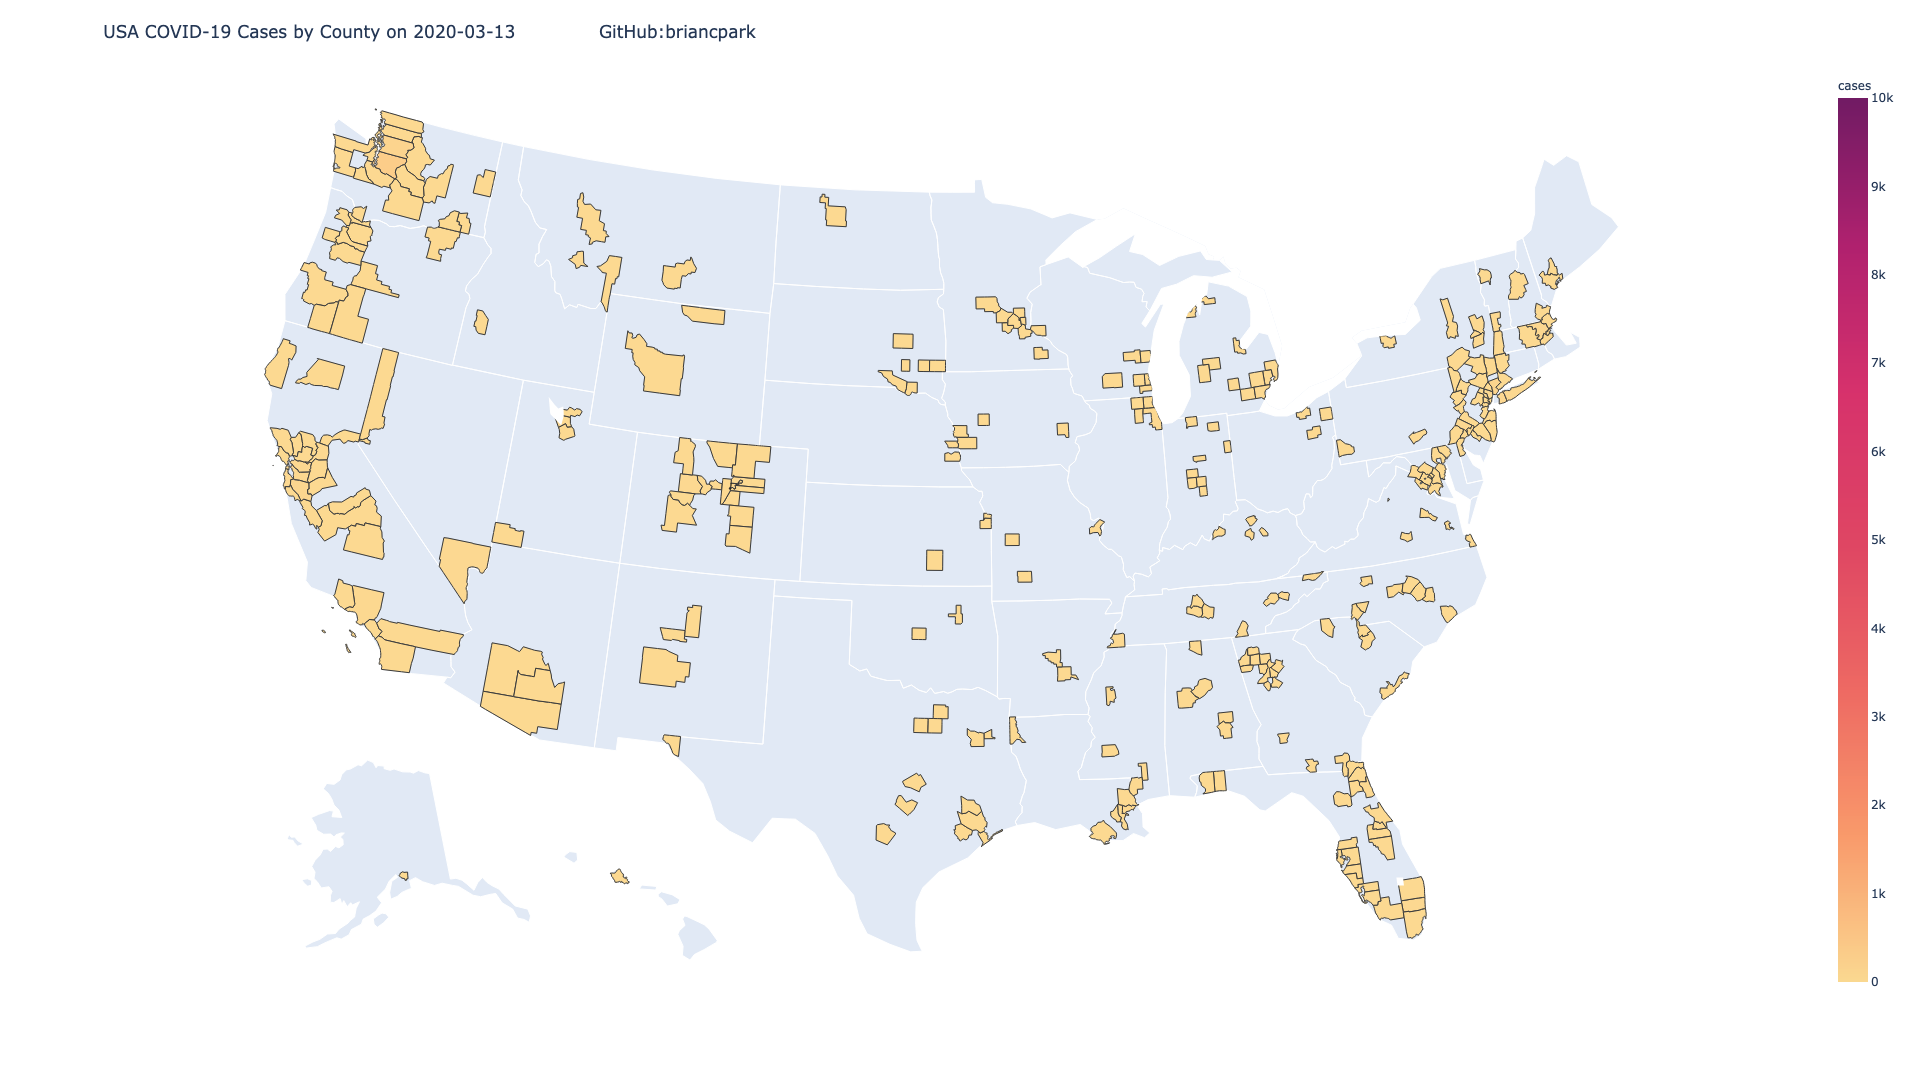 USA COVID-19 Cases by County on 2020-03-13 GitHub:briancpark
cases
10k
9k
8k
7k
6k
5k
4k
3k
2k
1k
0